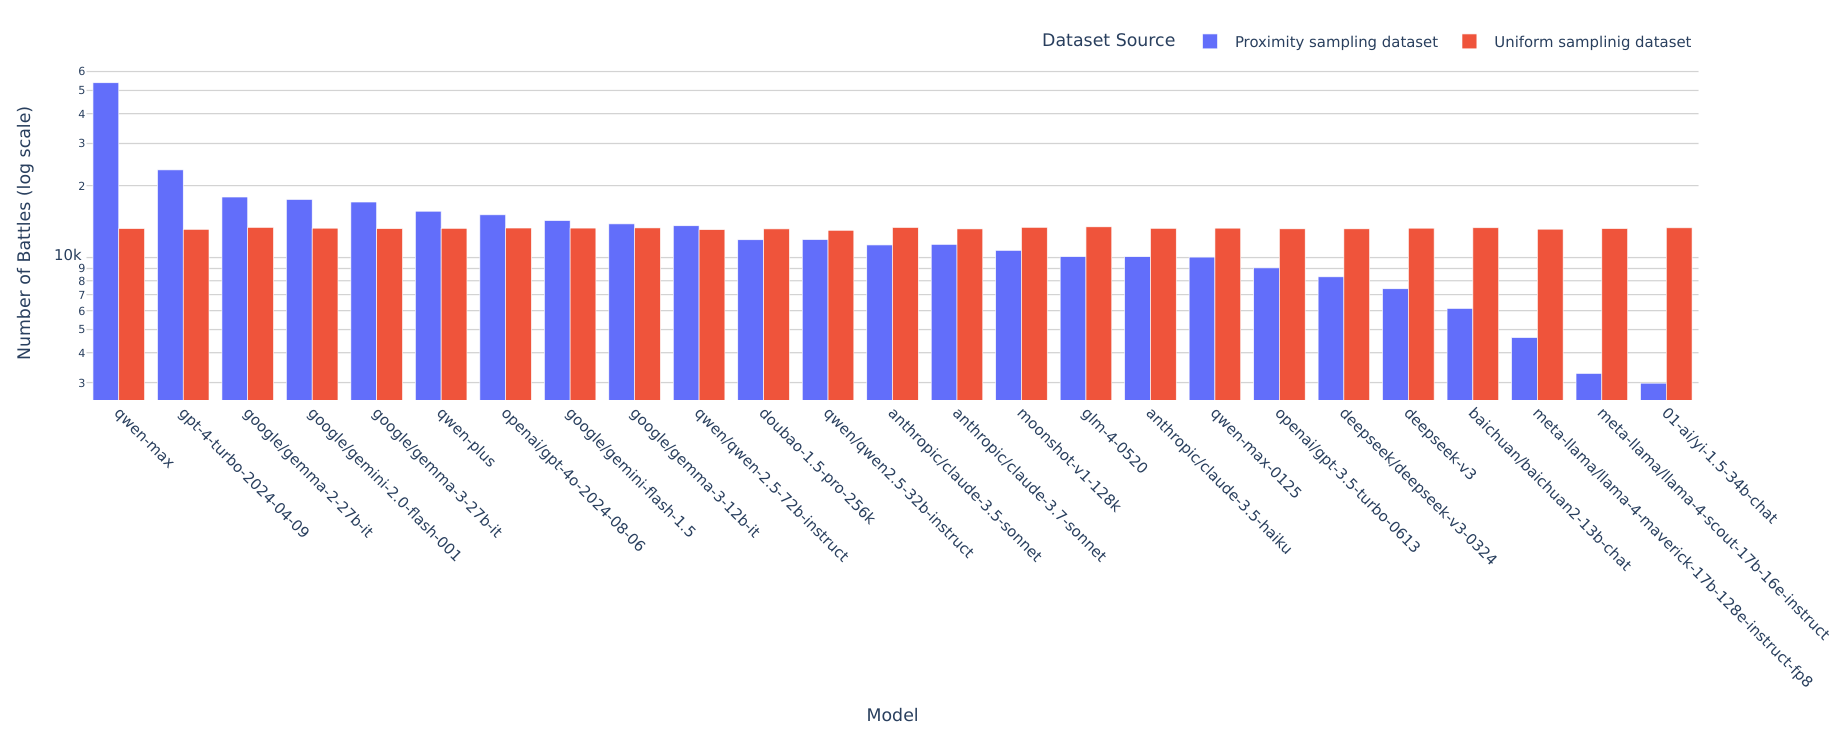 Dataset Source Proximity sampling dataset Uniform samplinig dataset
Number of Battles (log scale)
6
5
4
3
2
10k
9
8
7
6
5
4
3
qwen-max
gpt-4-turbo-2024-04-09
google/gemma-2-27b-it
google/gemini-2.0-flash-001
google/gemma-3-27b-it
qwen-plus
openai/gpt-4o-2024-08-06
google/gemini-flash-1.5
google/gemma-3-12b-it
qwen/qwen-2.5-72b-instruct
doubao-1.5-pro-256k
qwen/qwen2.5-32b-instruct
anthropic/claude-3.5-sonnet
anthropic/claude-3.7-sonnet
moonshot-v1-128k
glm-4-0520
anthropic/claude-3.5-haiku
qwen-max-0125
openai/gpt-3.5-turbo-0613
deepseek/deepseek-v3-0324
deepseek-v3
baichuan/baichuan2-13b-chat
meta-llama/llama-4-maverick-17b-128e-instruct-fp8
meta-llama/llama-4-scout-17b-16e-instruct
01-ai/yi-1.5-34b-chat
Model